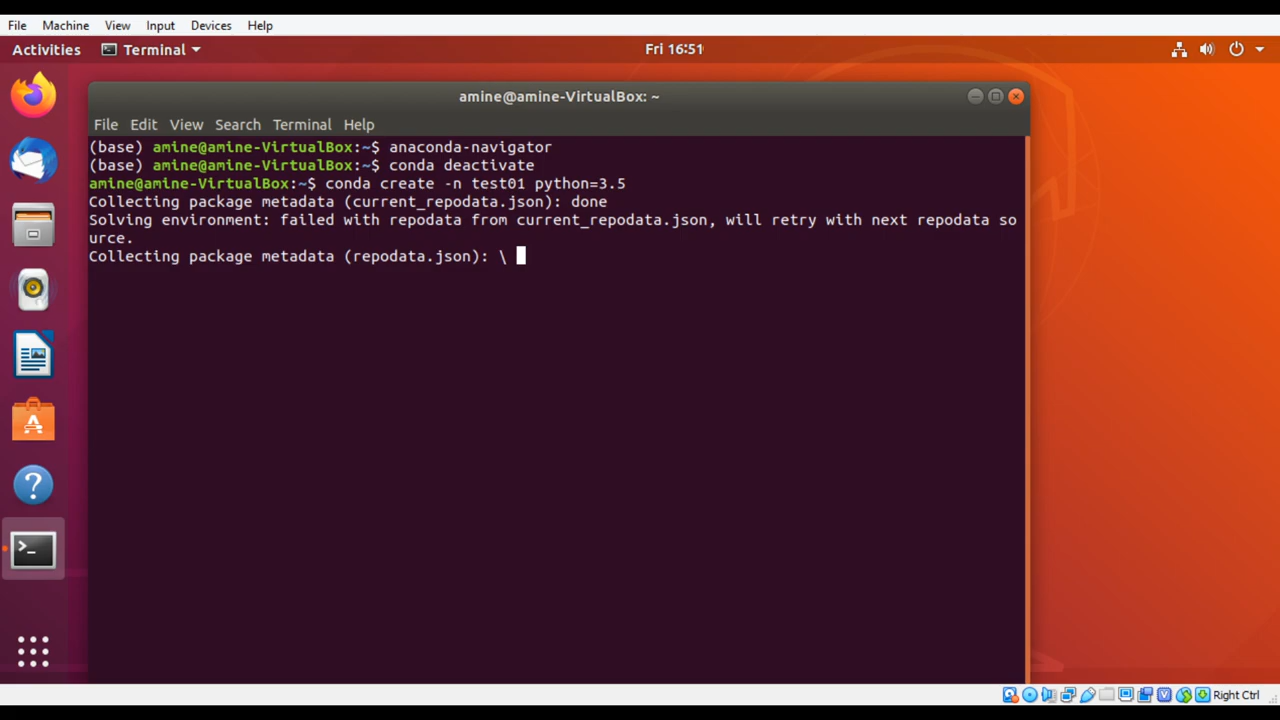 File Machine View Input Devices Help
Activities Terminal Fri 16:51
amine@amine-VirtualBox: ~
File Edit View Search Terminal Help
(base) amine@amine-VirtualBox:~$ anaconda-navigator
(base) amine@amine-VirtualBox:~$ conda deactivate
amine@amine-VirtualBox:~$ conda create -n test01 python=3.5
Collecting package metadata (current_repodata.json): done
Solving environment: failed with repodata from current_repodata.json, will retry with next repodata so
urce.
Collecting package metadata (repodata.json): \
Right Ctrl